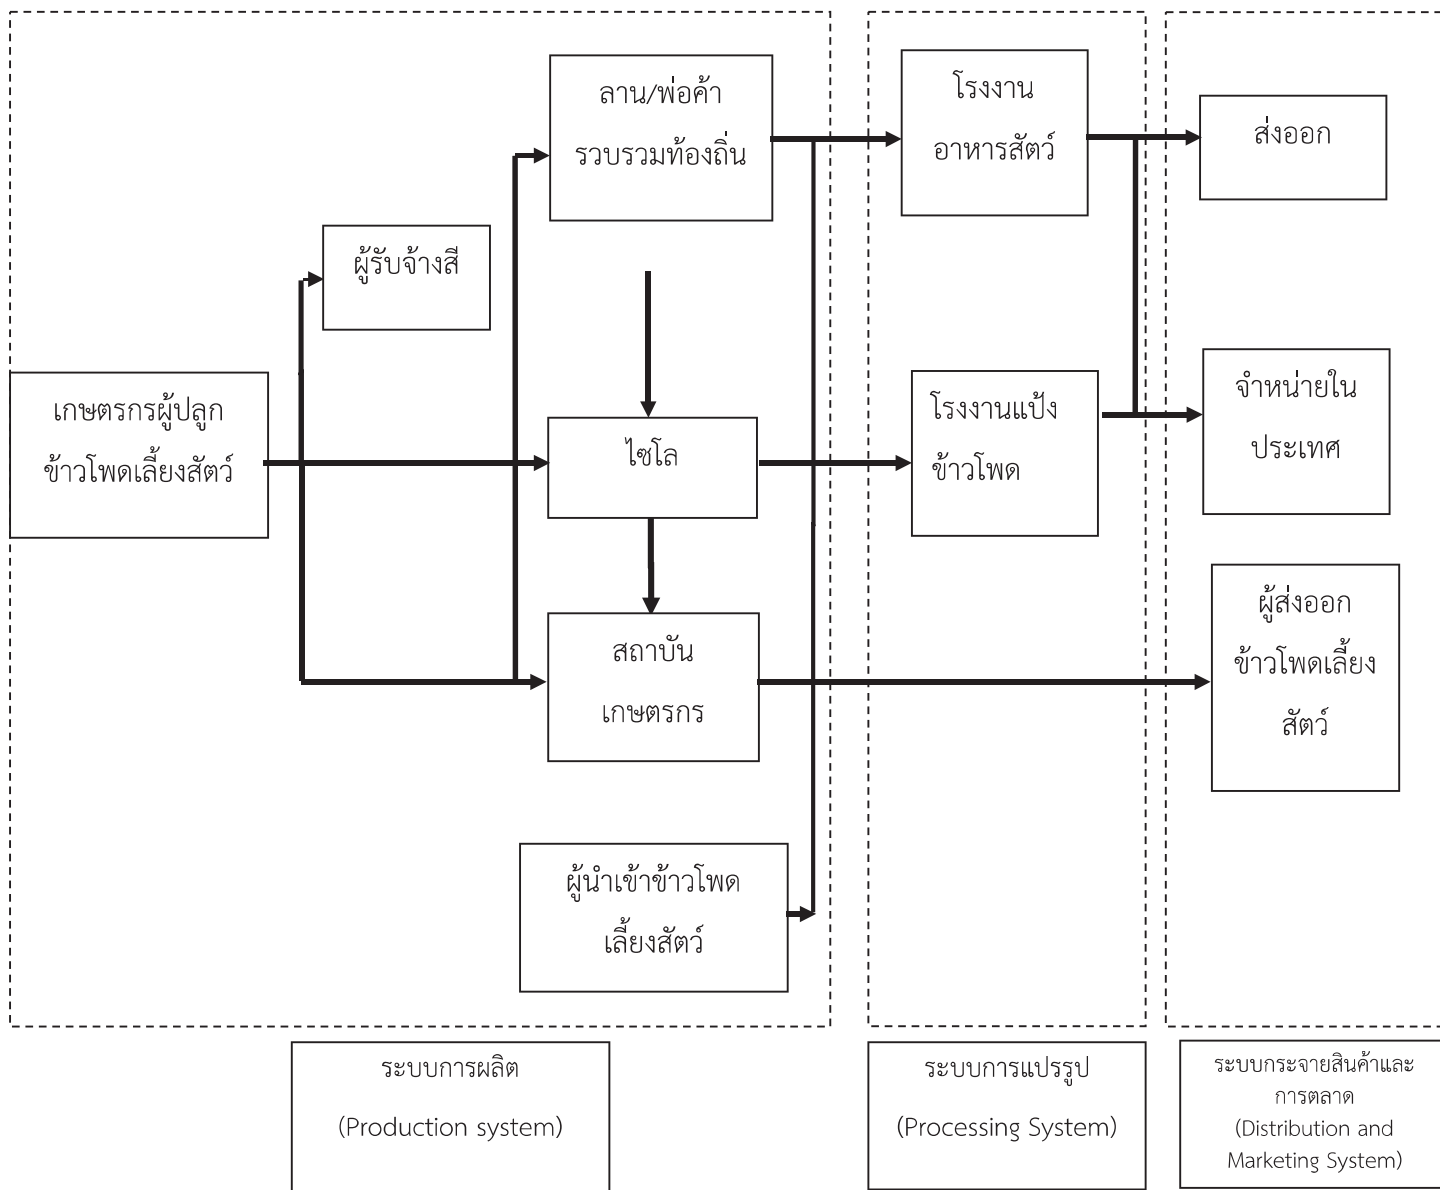 ลาน/พ่อค้า
รวบรวมท้องถิ่น
โรงงาน
อาหารสัตว์
ส่งออก
ผู้รับจ้างสี
เกษตรกรผู้ปลูก
ข้าวโพดเลี้ยงสัตว์
ไซโล
โรงงานแป้ง
ข้าวโพด
จำหน่ายใน
ประเทศ
สถาบัน
เกษตรกร
ผู้ส่งออก
ข้าวโพดเลี้ยง
สัตว์
ผู้นำเข้าข้าวโพด
เลี้ยงสัตว์
ระบบการผลิต
(Production system)
ระบบการแปรรูป
(Processing System)
ระบบกระจายสินค้าและ
การตลาด
(Distribution and
Marketing System)